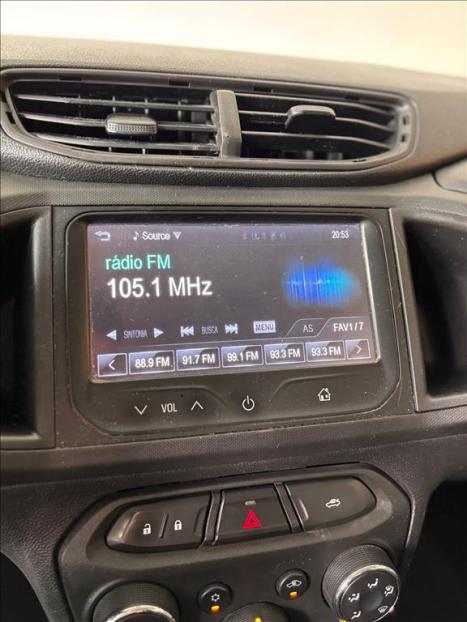 Source 20:53
rádio FM
105.1 MHz
SINTONIA BUSCA MENU AS FAV1/7
88.9 FM 91.7 FM 99.1 FM 93.3 FM 93.3 FM
VOL